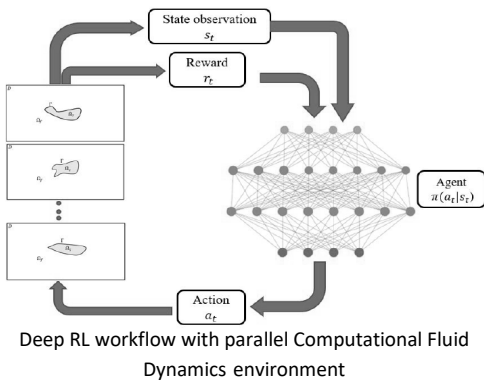 State observation
s_t
Reward
r_t
Agent
π(a_t|s_t)
Action
a_t
Deep RL workflow with parallel Computational Fluid
Dynamics environment